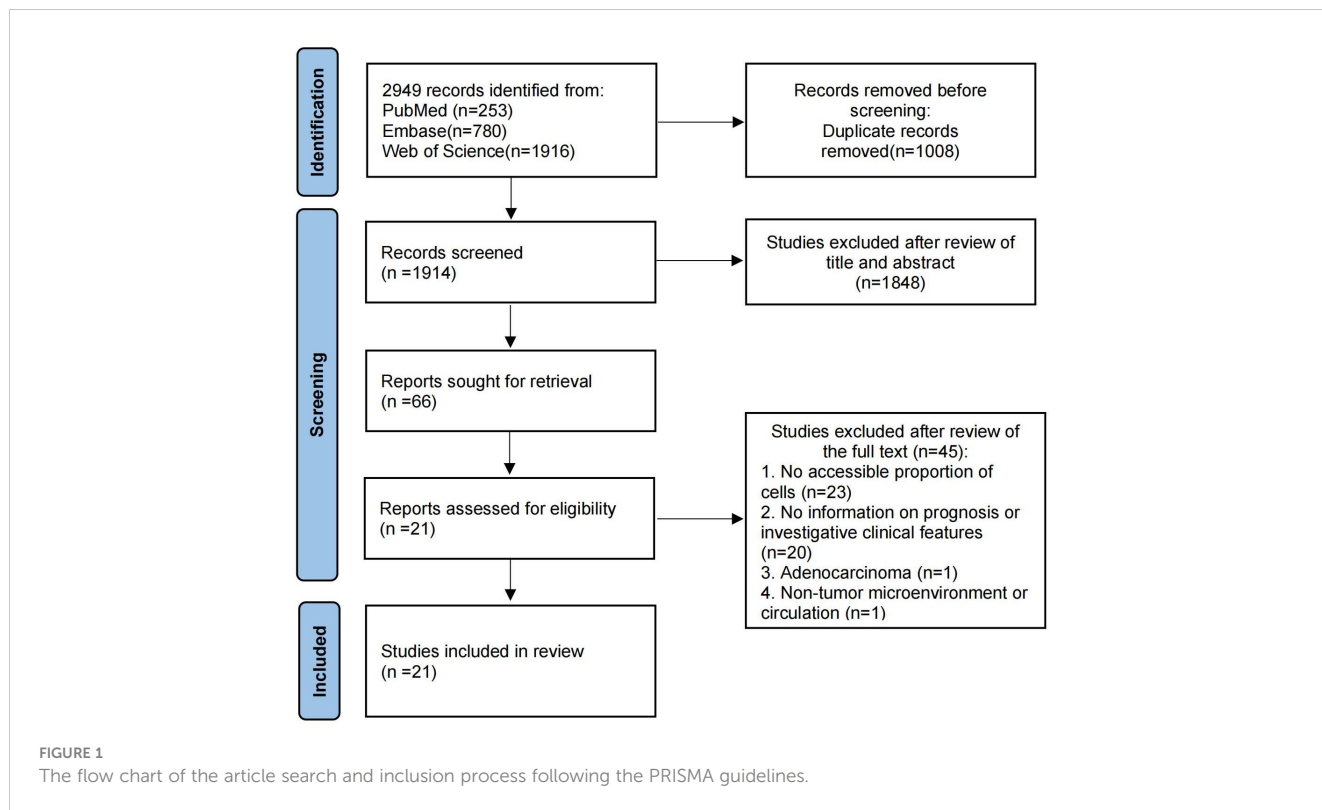 Identification
2949 records identified from:
PubMed (n=253)
Embase(n=780)
Web of Science(n=1916)
Records removed before
screening:
Duplicate records
removed(n=1008)
Screening
Records screened
(n =1914)
Studies excluded after review of
title and abstract
(n=1848)
Reports sought for retrieval
(n =66)
Reports assessed for eligibility
(n =21)
Studies excluded after review of
the full text (n=45):
1. No accessible proportion of
cells (n=23)
2. No information on prognosis or
investigative clinical features
(n=20)
3. Adenocarcinoma (n=1)
4. Non-tumor microenvironment or
circulation (n=1)
Included
Studies included in review
(n =21)
FIGURE 1
The flow chart of the article search and inclusion process following the PRISMA guidelines.